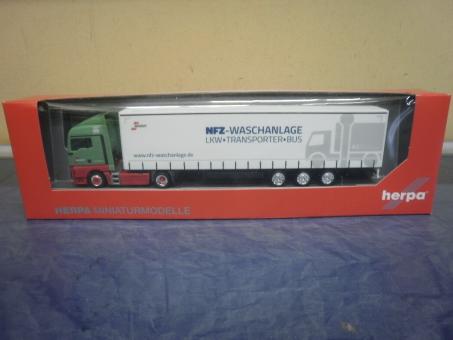 NFZ-WASCHANLAGE
LKW•TRANSPORTER•BUS
www.nfz-waschanlage.de
HERPA MINIATURMODELLE
herpa